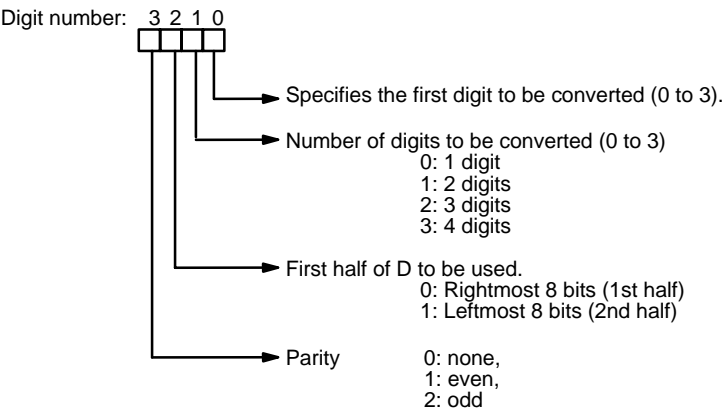 Digit number: 3 2 1 0
Specifies the first digit to be converted (0 to 3).
Number of digits to be converted (0 to 3)
0: 1 digit
1: 2 digits
2: 3 digits
3: 4 digits
First half of D to be used.
0: Rightmost 8 bits (1st half)
1: Leftmost 8 bits (2nd half)
Parity 0: none,
1: even,
2: odd